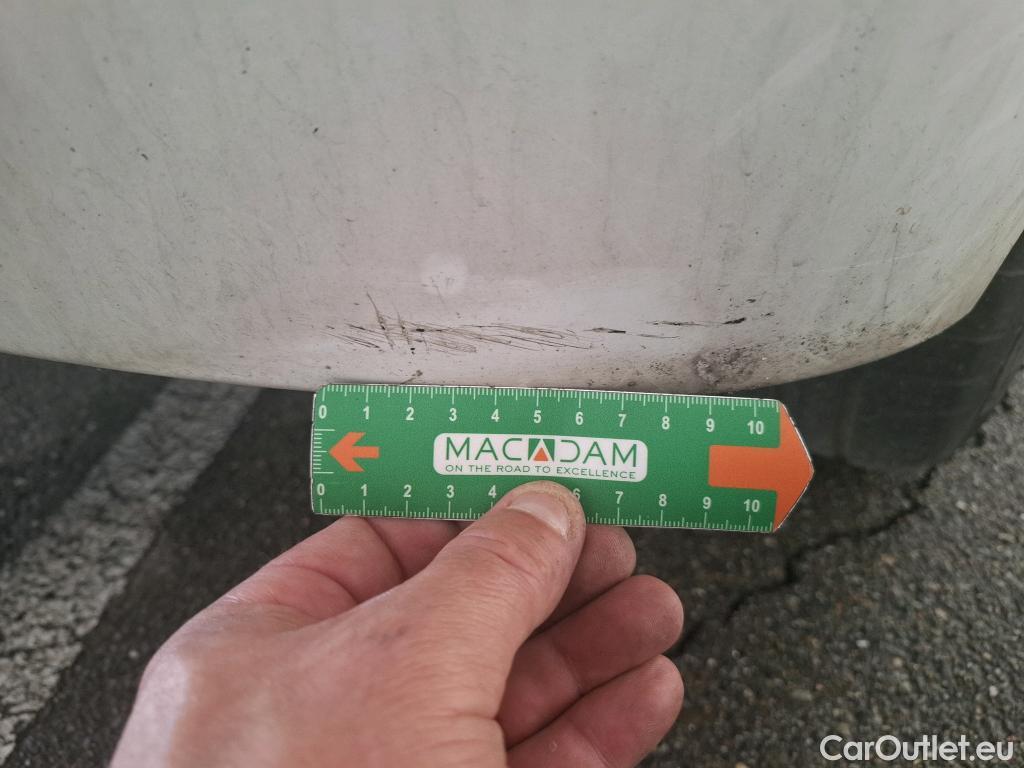 0 1 2 3 4 5 6 7 8 9 10
MACADAM
ON THE ROAD TO EXCELLENCE
0 1 2 3 4 6 7 8 9 10
CarOutlet.eu